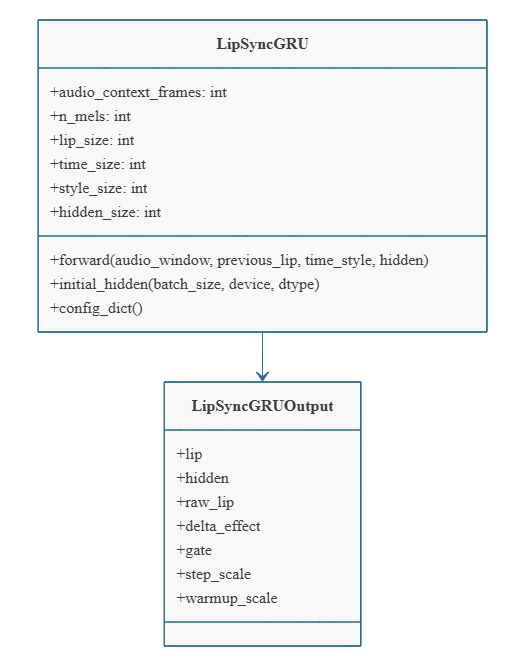 LipSyncGRU
+audio_context_frames: int
+n_mels: int
+lip_size: int
+time_size: int
+style_size: int
+hidden_size: int
+forward(audio_window, previous_lip, time_style, hidden)
+initial_hidden(batch_size, device, dtype)
+config_dict()
LipSyncGRUOutput
+lip
+hidden
+raw_lip
+delta_effect
+gate
+step_scale
+warmup_scale